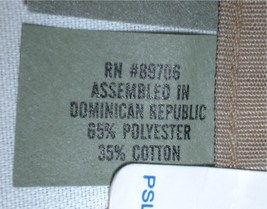 RN #89706
ASSEMBLED IN
DOMINICAN REPUBLIC
65% POLYESTER
35% COTTON